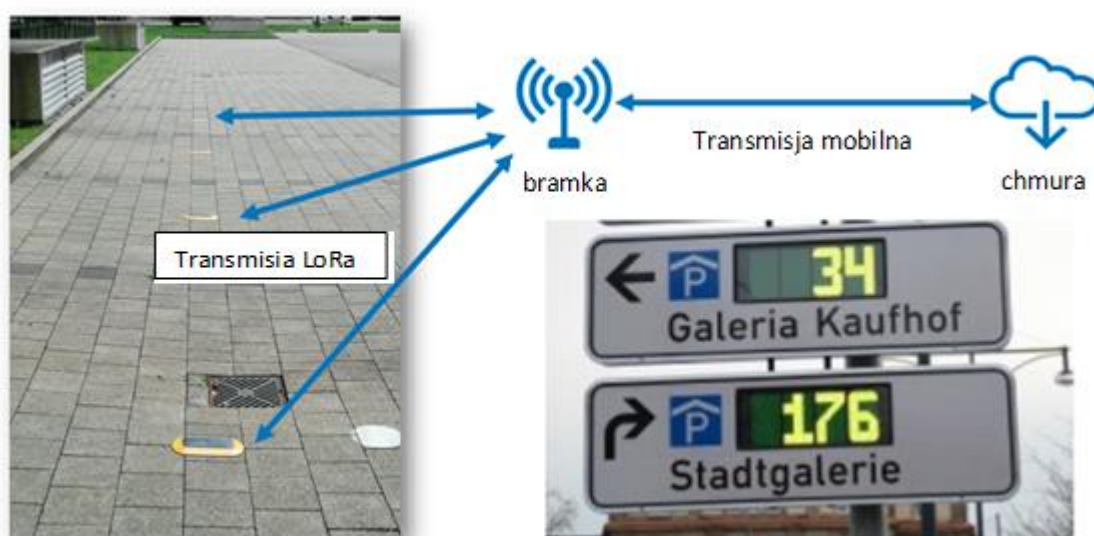 Transmisja mobilna
bramka
chmura
Transmisia LoRa
P 34
Galeria Kaufhof
P 176
Stadtgalerie